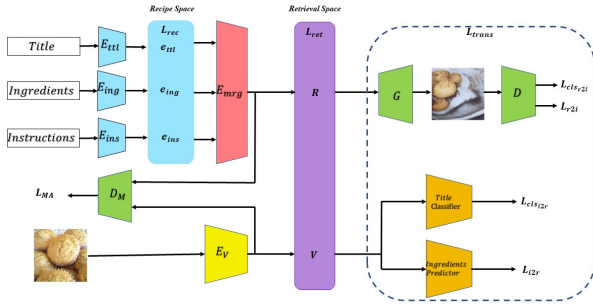 Recipe Space
Retrieval Space
L_rec
L_ret
L_trans
Title
E_ttl
e_ttl
Ingredients
E_ing
e_ing
E_mrg
R
G
D
L_cls_r2i
L_r2i
Instructions
E_ins
e_ins
L_MA
D_M
Title
Classifier
L_cls_i2r
E_V
V
Ingredients
Predictor
L_i2r